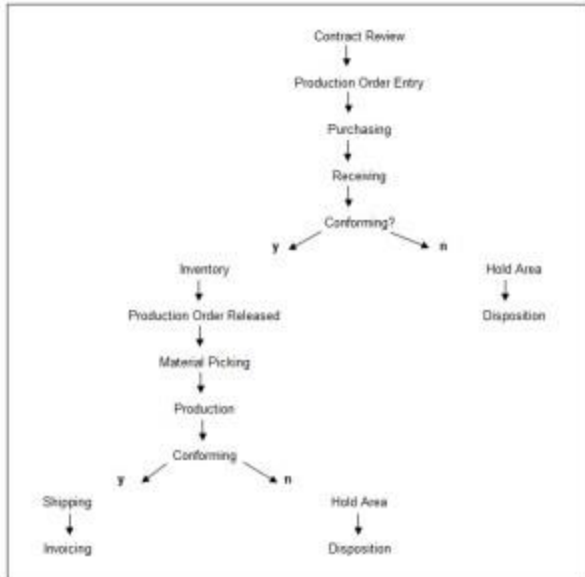 Contract Review
Production Order Entry
Purchasing
Receiving
Conforming?
y n
Inventory Hold Area
Production Order Released Disposition
Material Picking
Production
Conforming
y n
Shipping Hold Area
Invoicing Disposition